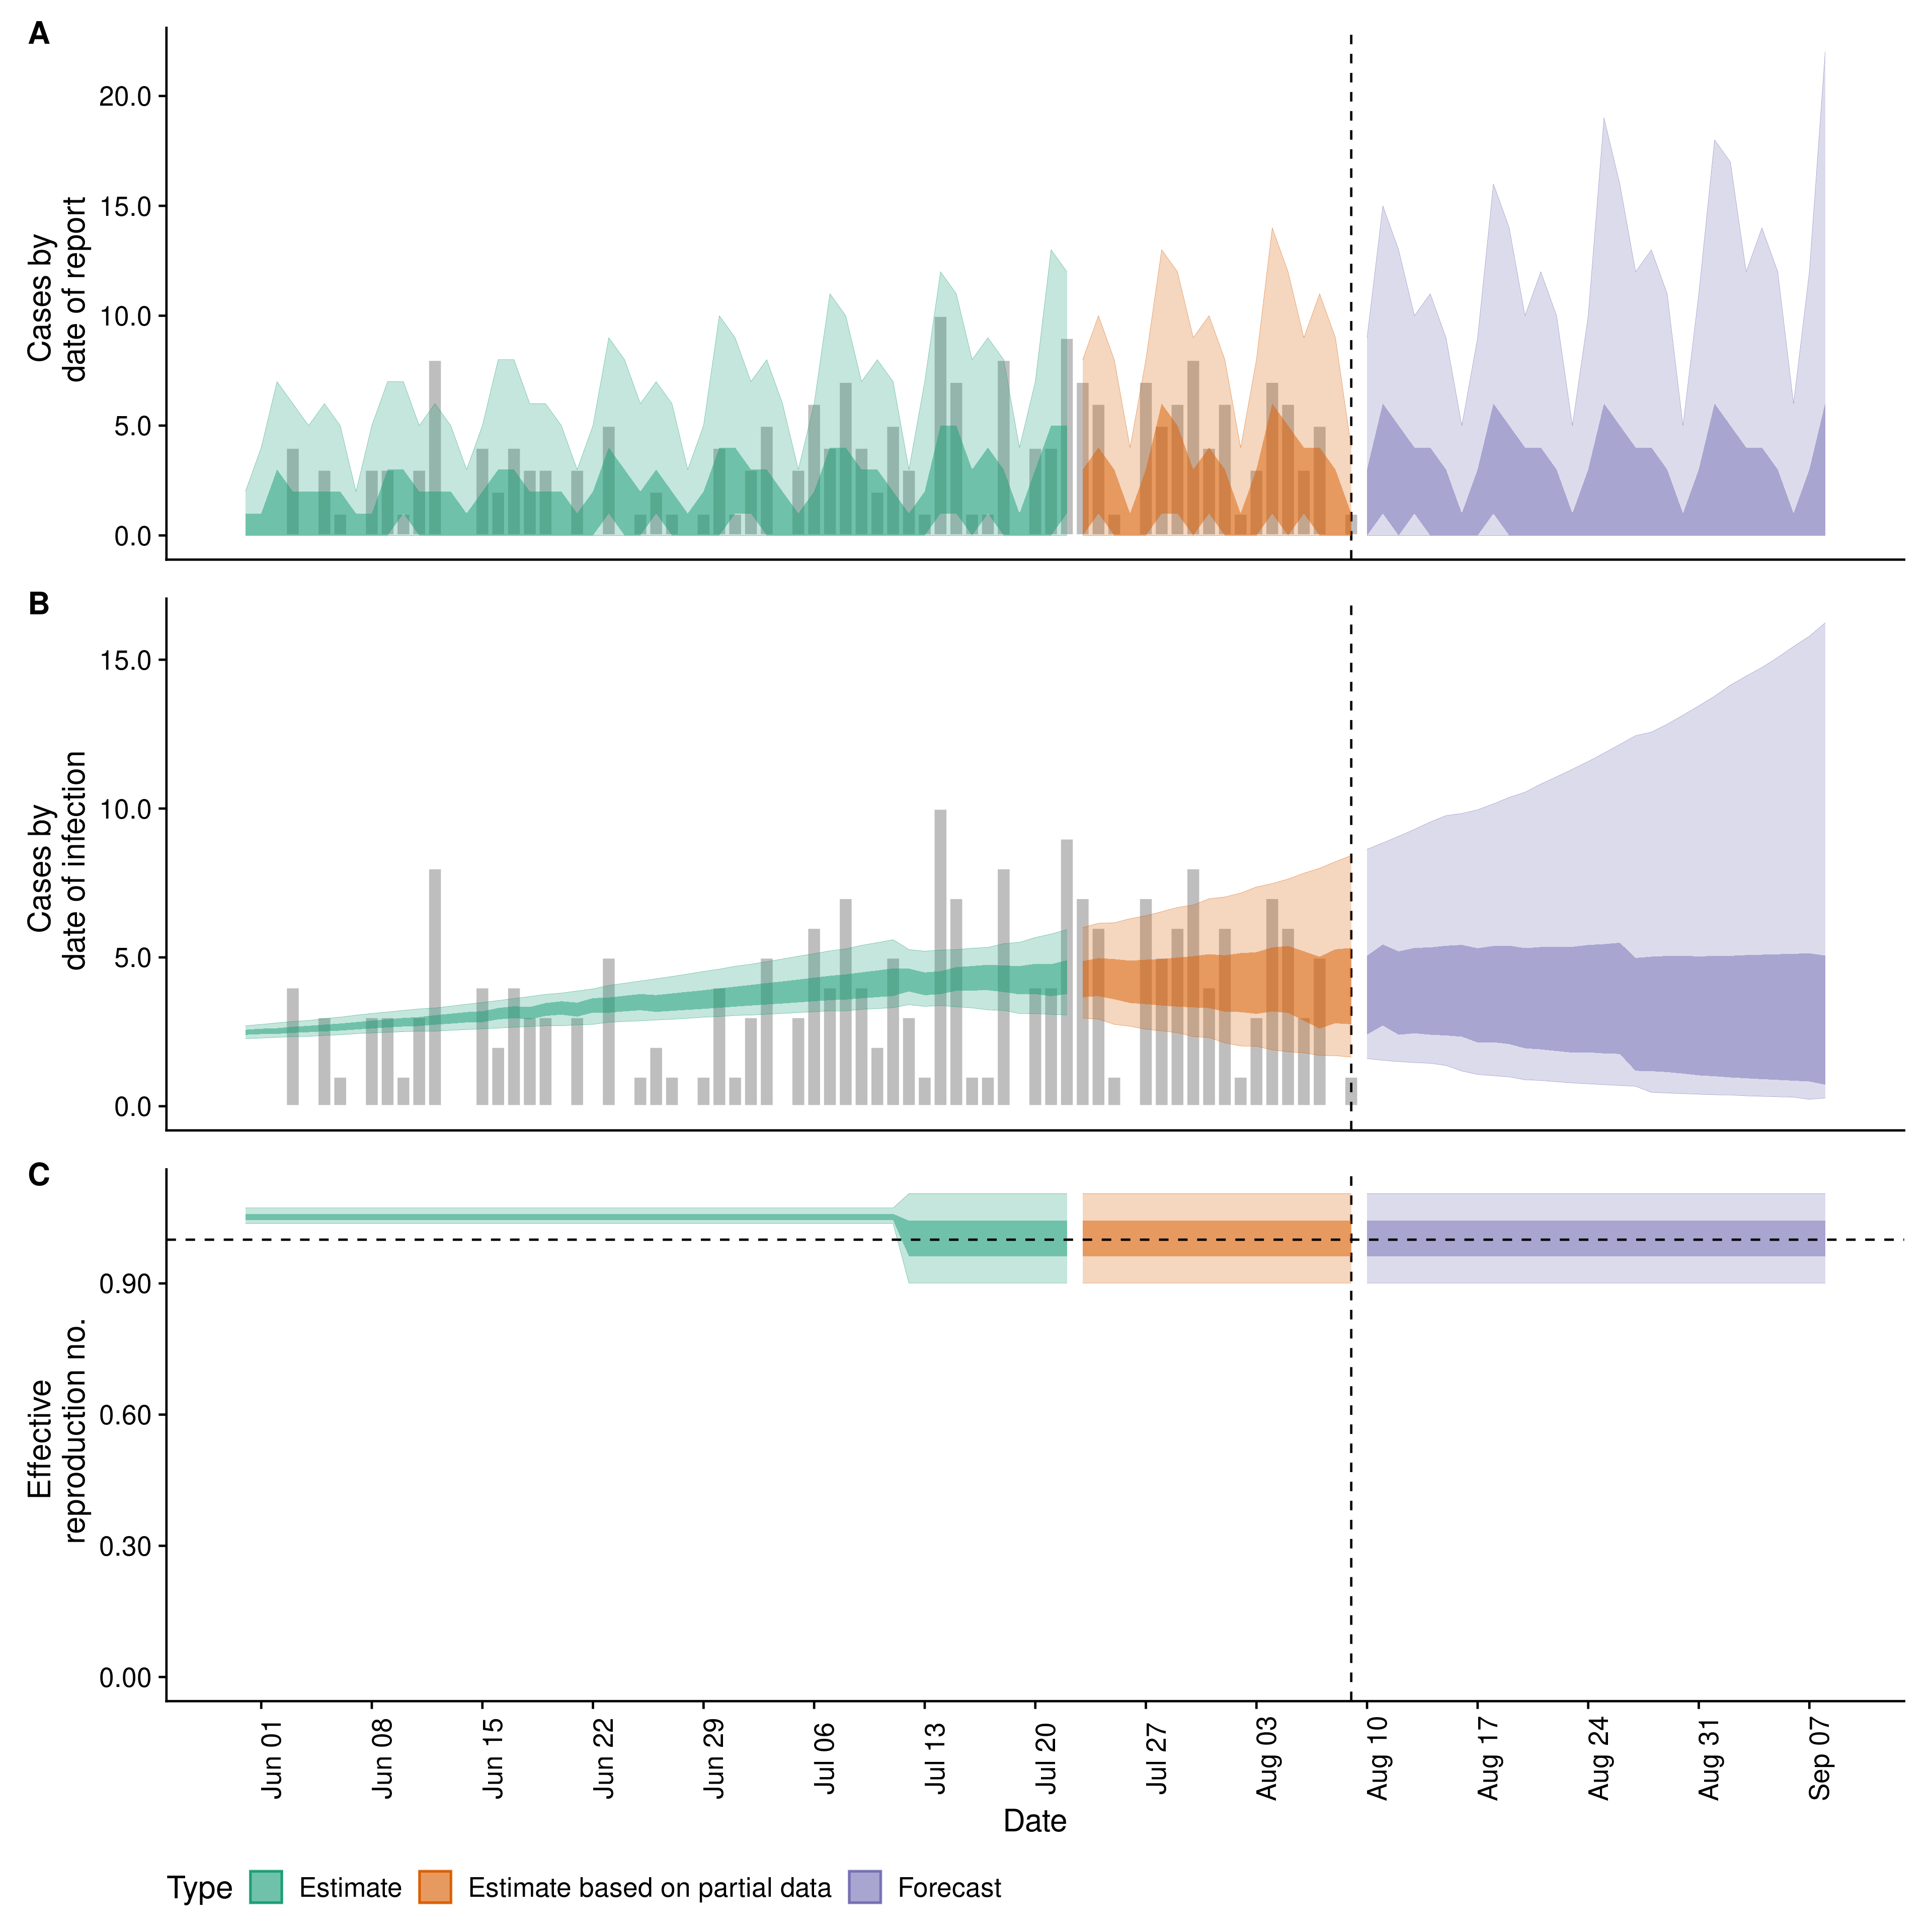 A
Cases by
date of report
20.0
15.0
10.0
5.0
0.0
B
Cases by
date of infection
15.0
10.0
5.0
0.0
C
Effective
reproduction no.
0.90
0.60
0.30
0.00
Jun 01
Jun 08
Jun 15
Jun 22
Jun 29
Jul 06
Jul 13
Jul 20
Jul 27
Aug 03
Aug 10
Aug 17
Aug 24
Aug 31
Sep 07
Date
Type Estimate Estimate based on partial data Forecast